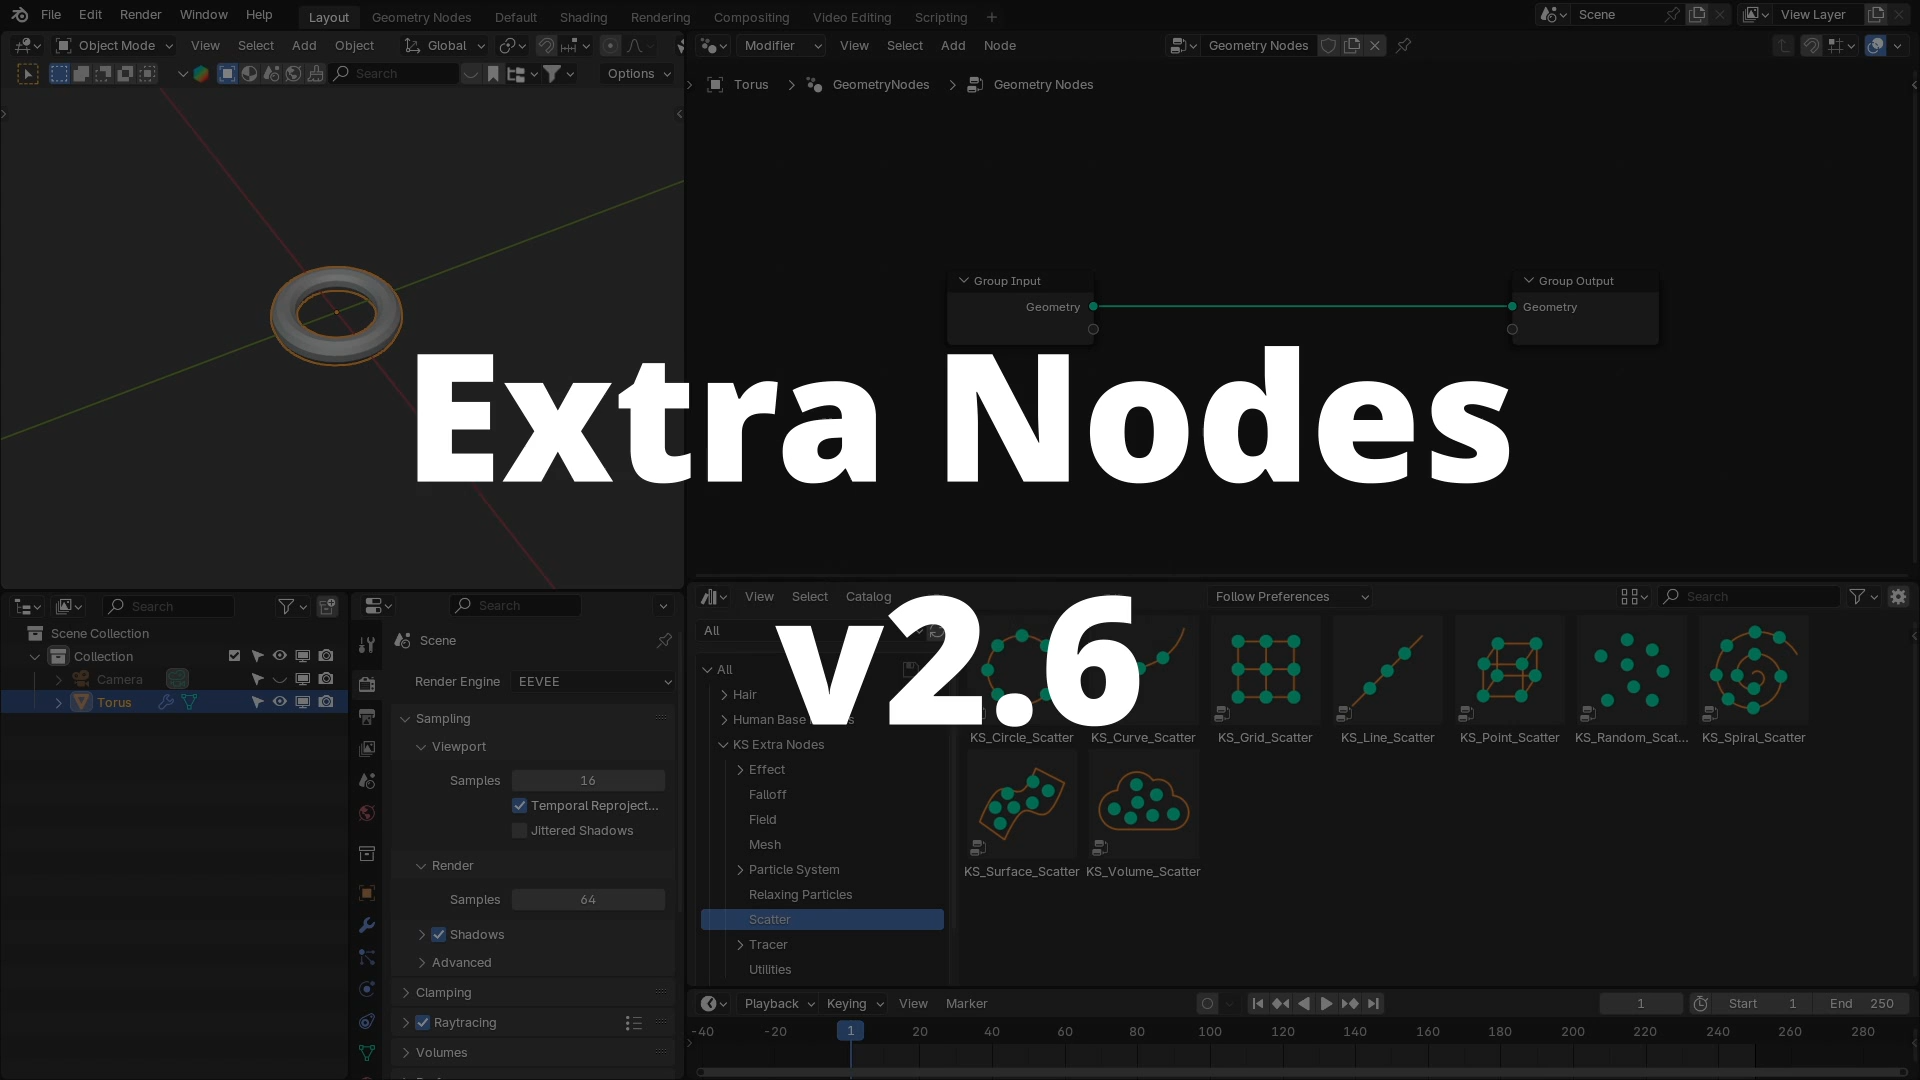 File Edit Render Window Help Layout Geometry Nodes Default Shading Rendering Compositing Video Editing Scripting + Scene View Layer
Object Mode View Select Add Object Global
Search Options
Modifier View Select Add Node Geometry Nodes
Torus GeometryNodes Geometry Nodes
Group Input
Geometry
Group Output
Geometry
Extra Nodes
v2.6
Search
Scene Collection
Collection
Camera
Torus
Search
Scene
Render Engine EEVEE
Sampling
Viewport
Samples 16
Temporal Reproject...
Jittered Shadows
Render
Samples 64
Shadows
Advanced
Clamping
Raytracing
Volumes
View Select Catalog Follow Preferences Search
All
All
Hair
Human Base
KS Extra Nodes
Effect
Falloff
Field
Mesh
Particle System
Relaxing Particles
Scatter
Tracer
Utilities
KS_Circle_Scatter KS_Curve_Scatter KS_Grid_Scatter KS_Line_Scatter KS_Point_Scatter KS_Random_Scat... KS_Spiral_Scatter
KS_Surface_Scatter KS_Volume_Scatter
Playback Keying View Marker 1 Start 1 End 250
-40 -20 1 20 40 60 80 100 120 140 160 180 200 220 240 260 280